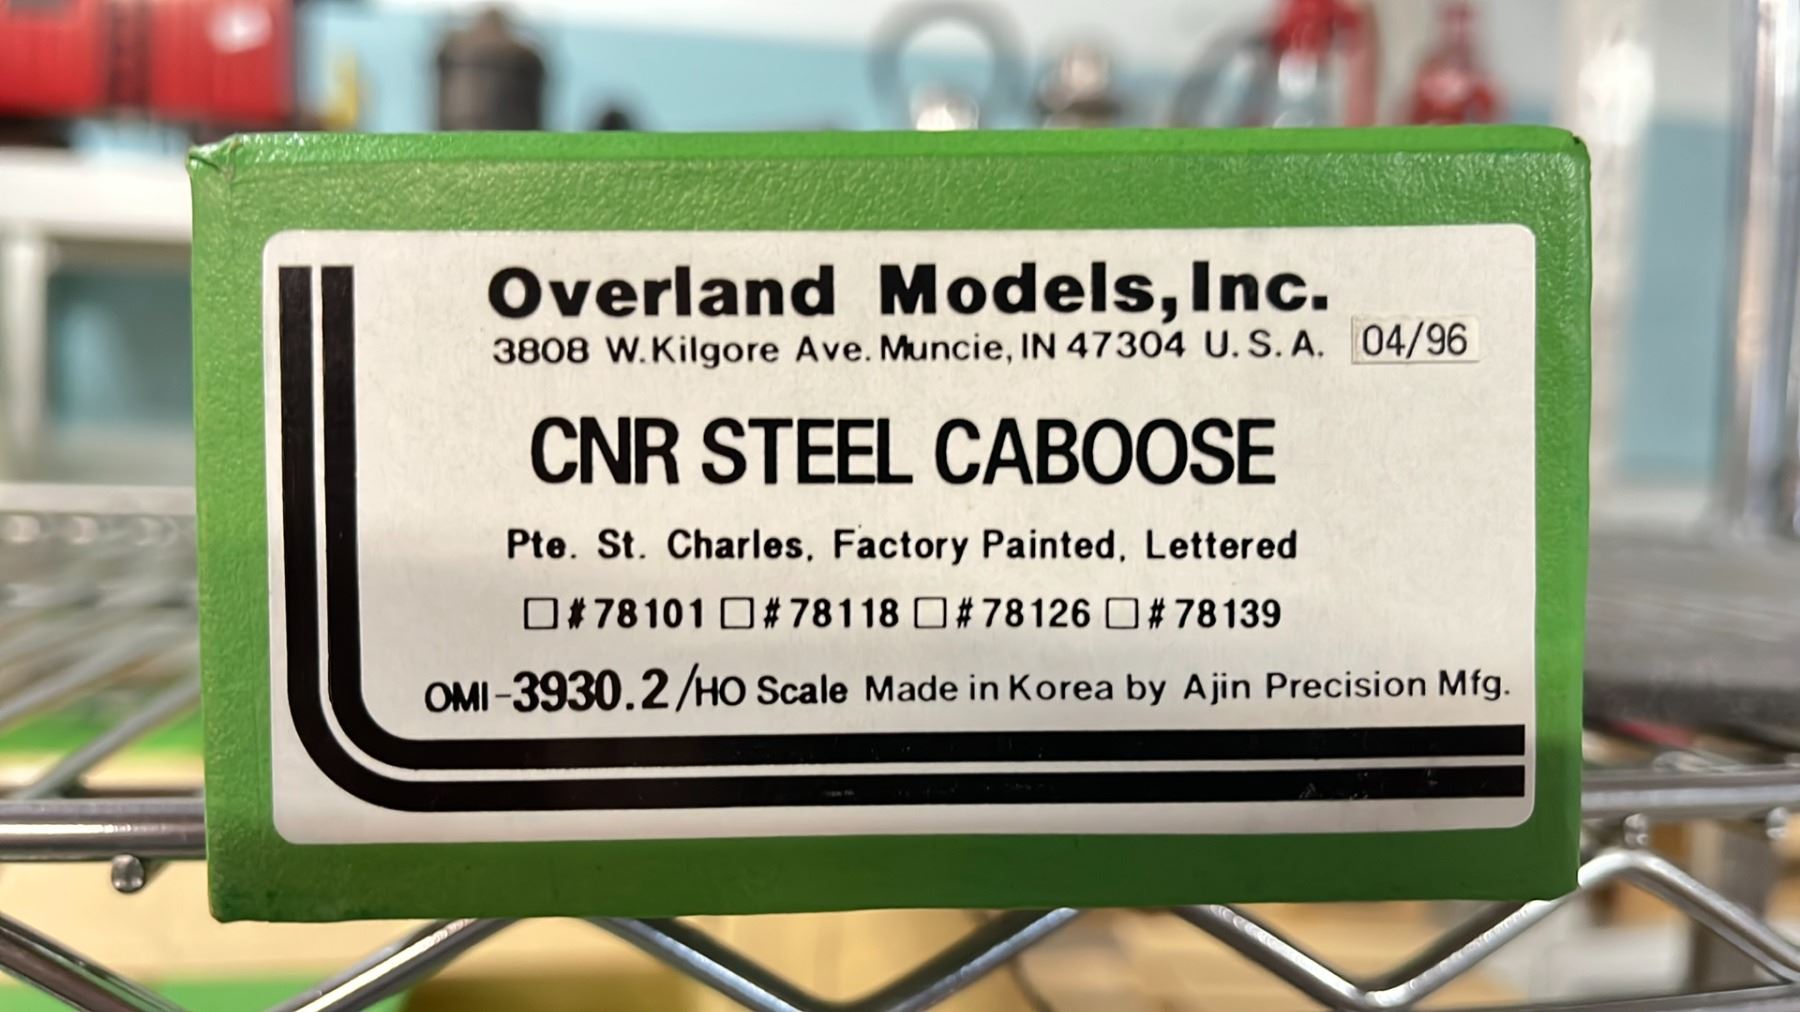 Overland Models, Inc.
3808 W. Kilgore Ave. Muncie, IN 47304 U. S. A. 04/96
CNR STEEL CABOOSE
Pte. St. Charles, Factory Painted, Lettered
☐ #78101 ☐ #78118 ☐ #78126 ☐ #78139
OMI-3930.2/HO Scale Made in Korea by Ajin Precision Mfg.